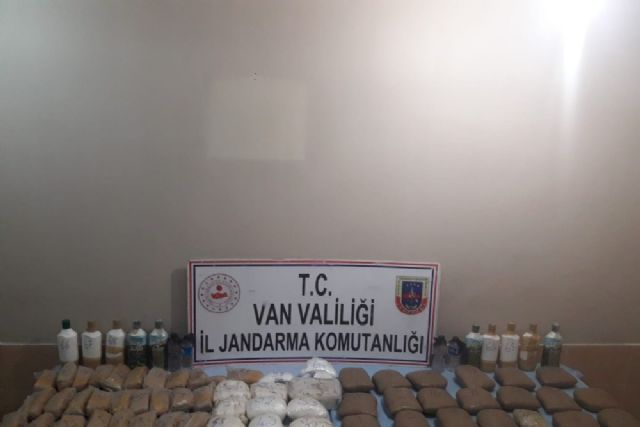 T.C.
VAN VALİLİĞİ
İL JANDARMA KOMUTANLIĞI